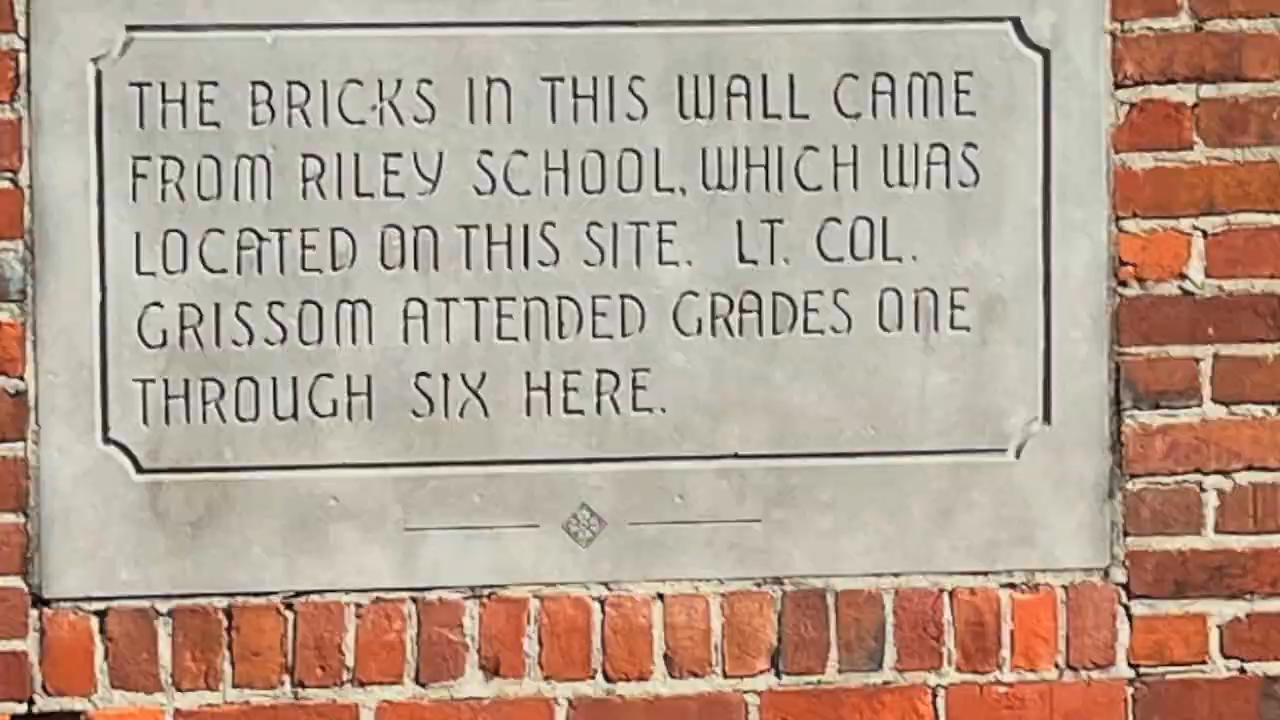 THE BRICKS IN THIS WALL CAME
FROM RILEY SCHOOL, WHICH WAS
LOCATED ON THIS SITE. LT. COL.
GRISSOM ATTENDED GRADES ONE
THROUGH SIX HERE.